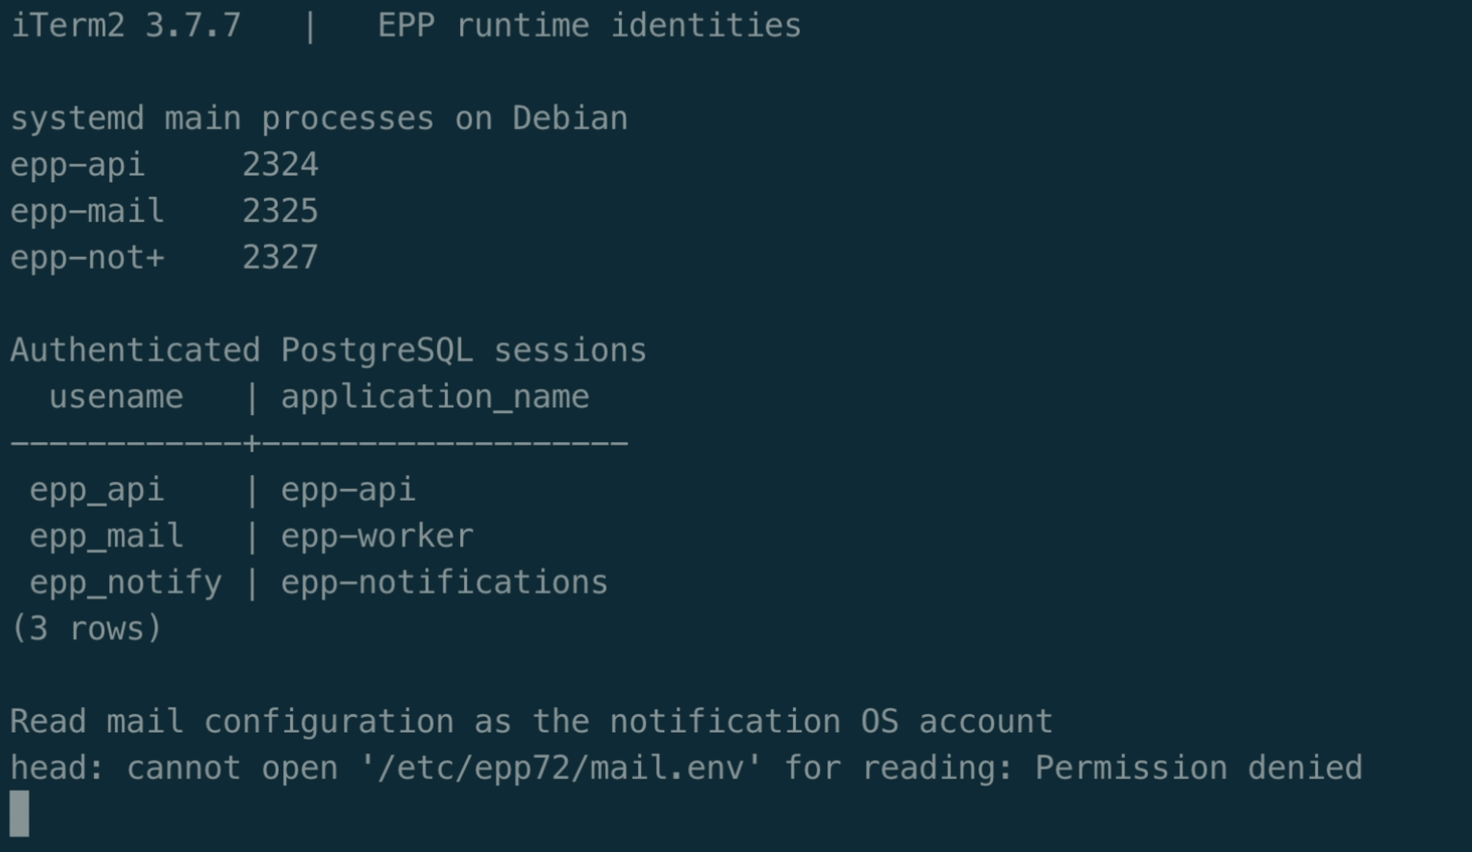 iTerm2 3.7.7   |   EPP runtime identities
systemd main processes on Debian
epp-api     2324
epp-mail    2325
epp-not+    2327
Authenticated PostgreSQL sessions
  usename   | application_name
------------+-------------------
 epp_api    | epp-api
 epp_mail   | epp-worker
 epp_notify | epp-notifications
(3 rows)
Read mail configuration as the notification OS account
head: cannot open '/etc/epp72/mail.env' for reading: Permission denied